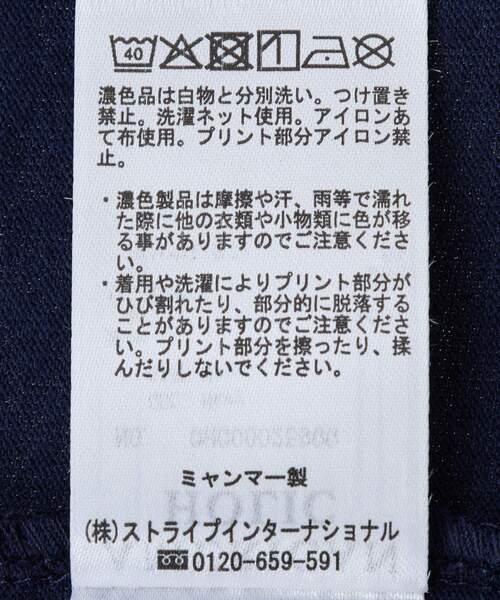 40
濃色品は白物と分別洗い。つけ置き
禁止。洗濯ネット使用。アイロンあ
て布使用。プリント部分アイロン禁
止。
・濃色製品は摩擦や汗、雨等で濡れ
た際に他の衣類や小物類に色が移
る事がありますのでご注意くださ
い。
・着用や洗濯によりプリント部分が
ひび割れたり、部分的に脱落する
ことがありますのでご注意くださ
い。プリント部分を擦ったり、揉
んだりしないでください。
ミャンマー製
HOLIC
(株)ストライプインターナショナル
0120-659-591